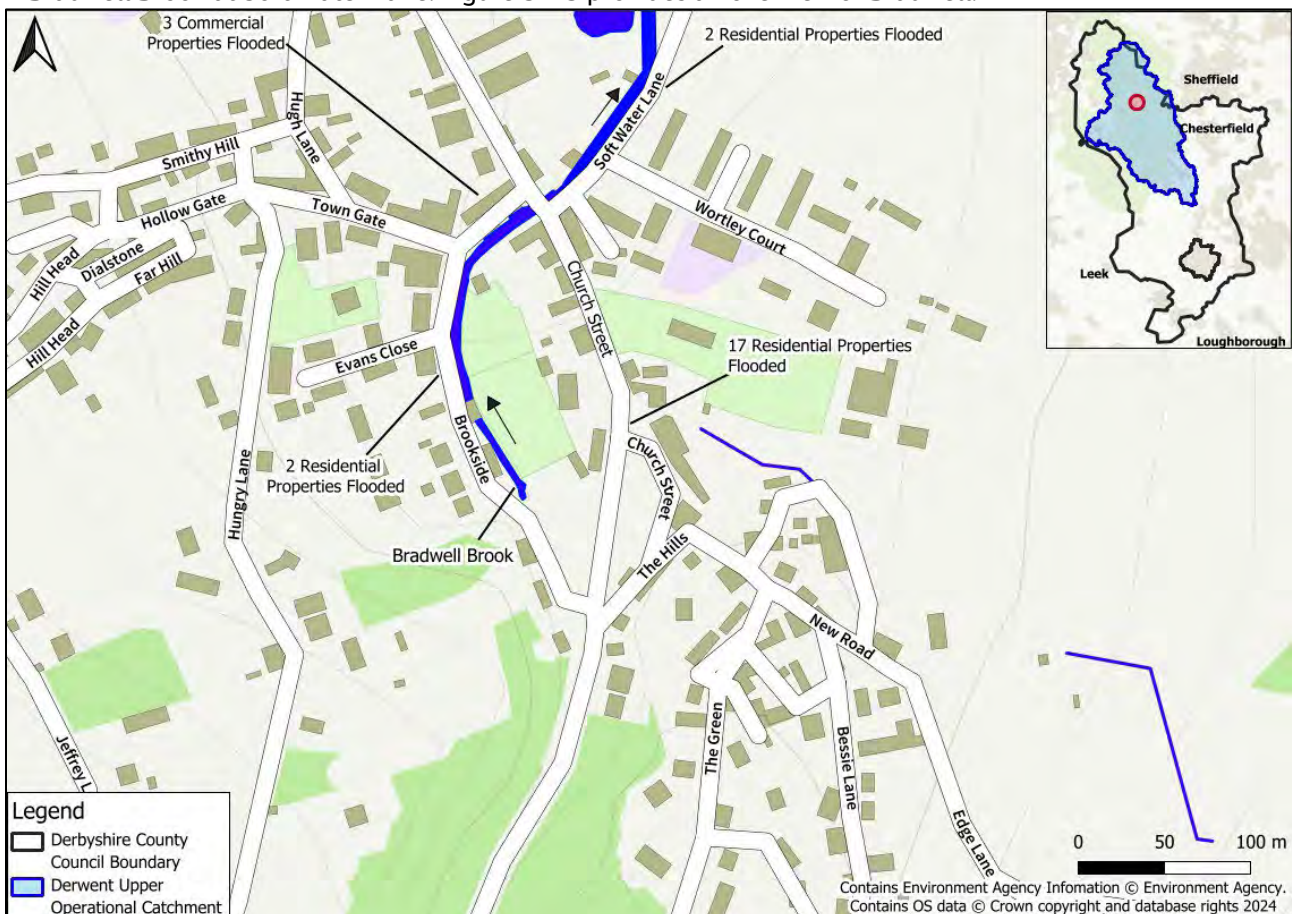 3 Commercial
Properties Flooded
2 Residential Properties Flooded
Sheffield
Chesterfield
Leek
Loughborough
Hugh Lane
Smithy Hill
Soft Water Lane
Hollow Gate
Town Gate
Wortley Court
Hill Head
Dialstone
Far Hill
Hill Head
Church Street
Evans Close
17 Residential Properties
Flooded
Brookside
Church Street
2 Residential
Properties Flooded
Hungry Lane
Bradwell Brook
The Hills
New Road
The Green
Bessie Lane
Jeffrey L
Edge Lane
Legend
Derbyshire County
Council Boundary
Derwent Upper
Operational Catchment
0 50 100 m
Contains Environment Agency Infomation © Environment Agency.
Contains OS data © Crown copyright and database rights 2024